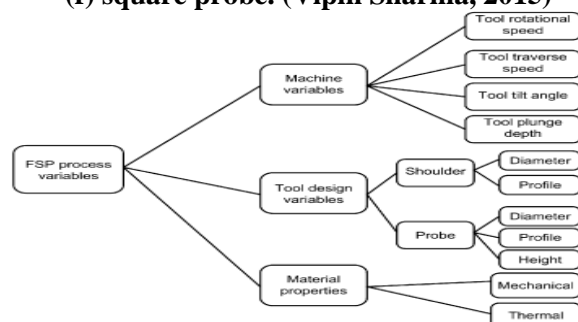 (f) square probe. (Vipin Sharma, 2015)
Tool rotational
speed
Tool traverse
speed
Machine
variables
Tool tilt angle
Tool plunge
depth
FSP process
variables
Tool design
variables
Shoulder
Diameter
Profile
Probe
Diameter
Profile
Height
Material
properties
Mechanical
Thermal